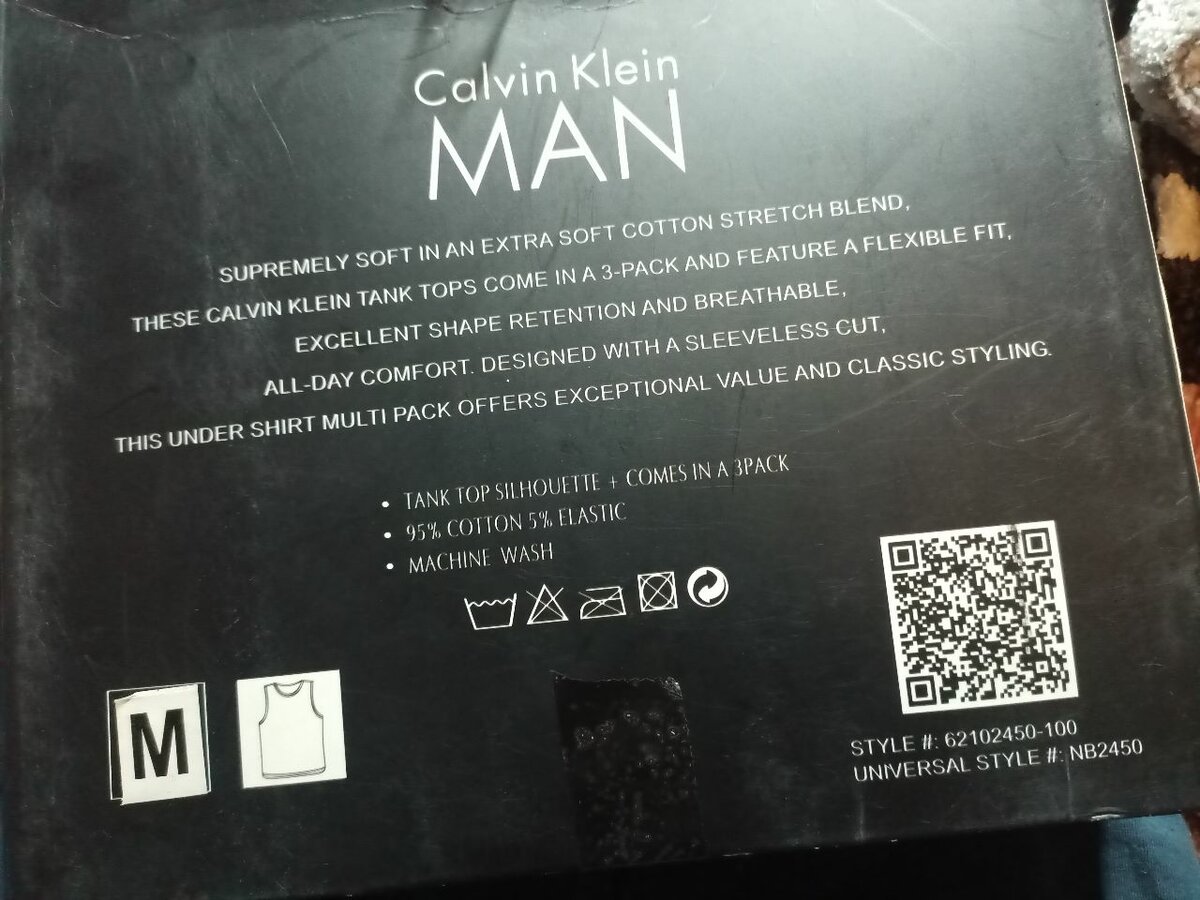 Calvin Klein
MAN
SUPREMELY SOFT IN AN EXTRA SOFT COTTON STRETCH BLEND,
THESE CALVIN KLEIN TANK TOPS COME IN A 3-PACK AND FEATURE A FLEXIBLE FIT,
EXCELLENT SHAPE RETENTION AND BREATHABLE,
ALL-DAY COMFORT. DESIGNED WITH A SLEEVELESS CUT,
THIS UNDER SHIRT MULTI PACK OFFERS EXCEPTIONAL VALUE AND CLASSIC STYLING.
• TANK TOP SILHOUETTE + COMES IN A 3PACK
• 95% COTTON 5% ELASTIC
• MACHINE WASH
M
STYLE #: 62102450-100
UNIVERSAL STYLE #: NB2450